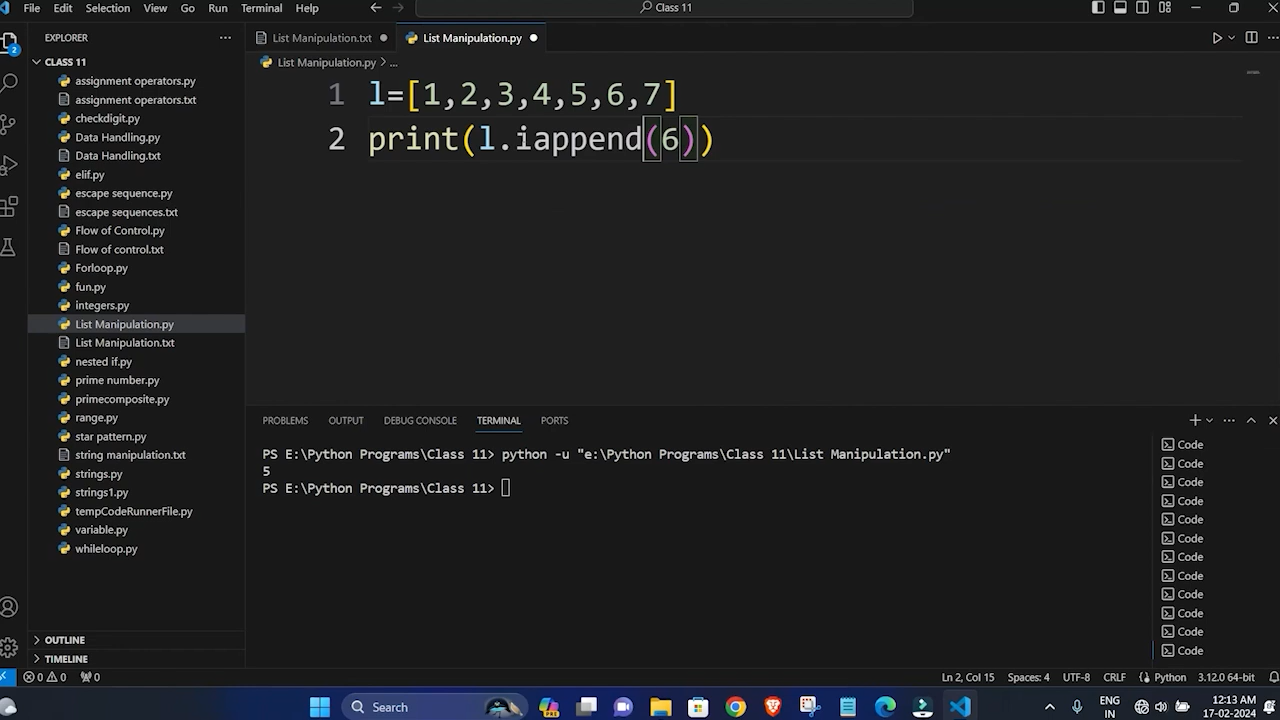 File Edit Selection View Go Run Terminal Help Class 11
EXPLORER
List Manipulation.txt
List Manipulation.py
CLASS 11
List Manipulation.py > ...
assignment operators.py
assignment operators.txt
checkdigit.py
Data Handling.py
Data Handling.txt
elif.py
escape sequence.py
escape sequences.txt
Flow of Control.py
Flow of control.txt
Forloop.py
fun.py
integers.py
List Manipulation.py
List Manipulation.txt
nested if.py
prime number.py
primecomposite.py
range.py
star pattern.py
string manipulation.txt
strings.py
strings1.py
tempCodeRunnerFile.py
variable.py
whileloop.py
OUTLINE
TIMELINE
2
1 l=[1,2,3,4,5,6,7]
2 print(l.iappend(6))
PROBLEMS OUTPUT DEBUG CONSOLE TERMINAL PORTS
PS E:\Python Programs\Class 11> python -u "e:\Python Programs\Class 11\List Manipulation.py"
5
PS E:\Python Programs\Class 11>
Code
Code
Code
Code
Code
Code
Code
Code
Code
Code
Code
Code
0 0 0 Ln 2, Col 15 Spaces: 4 UTF-8 CRLF Python 3.12.0 64-bit
Search
PRE
ENG
IN
12:13 AM
17-02-2024